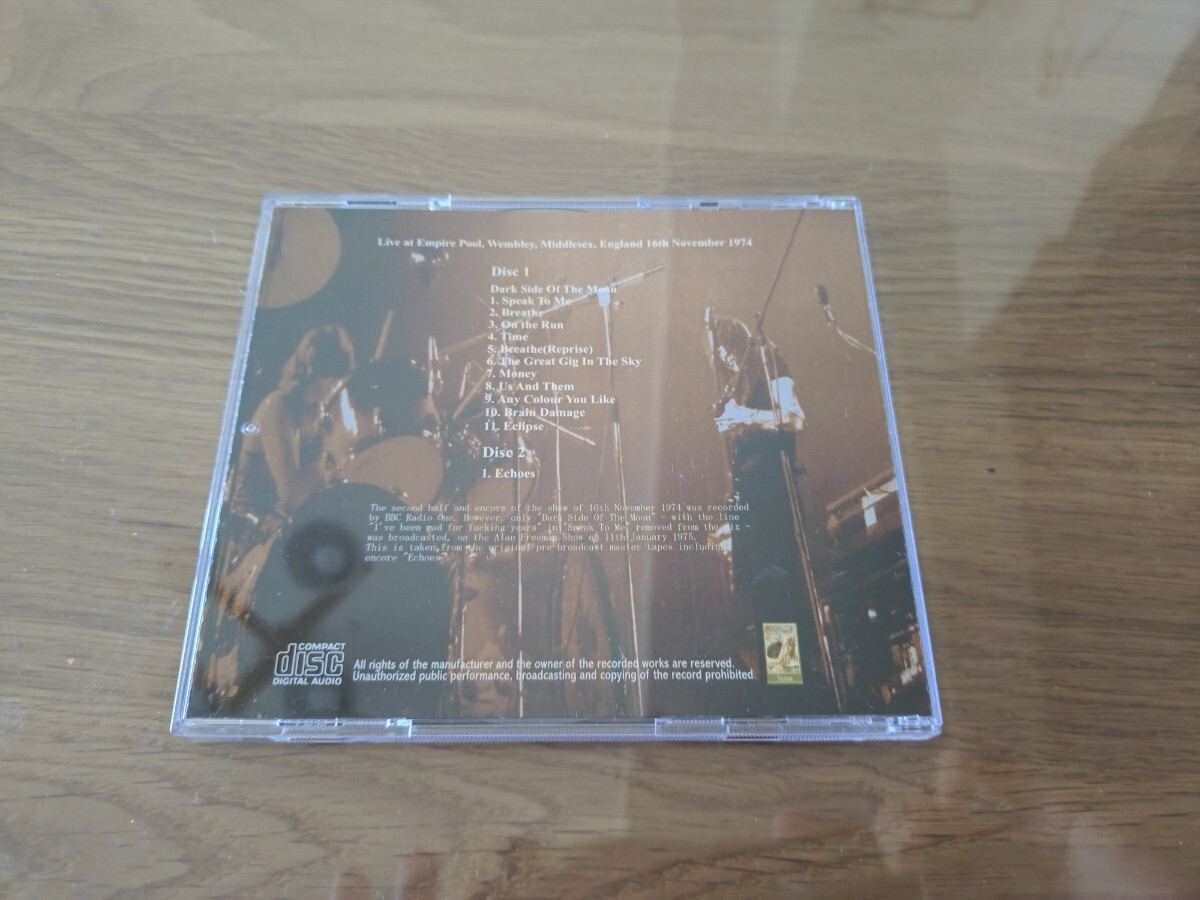 Live at Empire Pool, Wembley, Middlesex, England 16th November 1974
Disc 1
Dark Side Of The Moon
1. Speak To Me
2. Breathe
3. On the Run
4. Time
5. Breathe(Reprise)
6. The Great Gig In The Sky
7. Money
8. Us And Them
9. Any Colour You Like
10. Brain Damage
11. Eclipse
Disc 2
1. Echoes
The second half and encore of the show of 16th November 1974 was recorded
by BBC Radio One. However, only "Dark Side Of The Moon" - with the line
"I've been mad for fucking years" in "Speak To Me" removed from the mix -
was broadcasted, on the Alan Freeman Show of 11th January 1975.
This is taken from the original pre broadcast master tapes including
encore "Echoes"
COMPACT
disc
DIGITAL AUDIO
All rights of the manufacturer and the owner of the recorded works are reserved.
Unauthorized public performance, broadcasting and copying of the record prohibited.